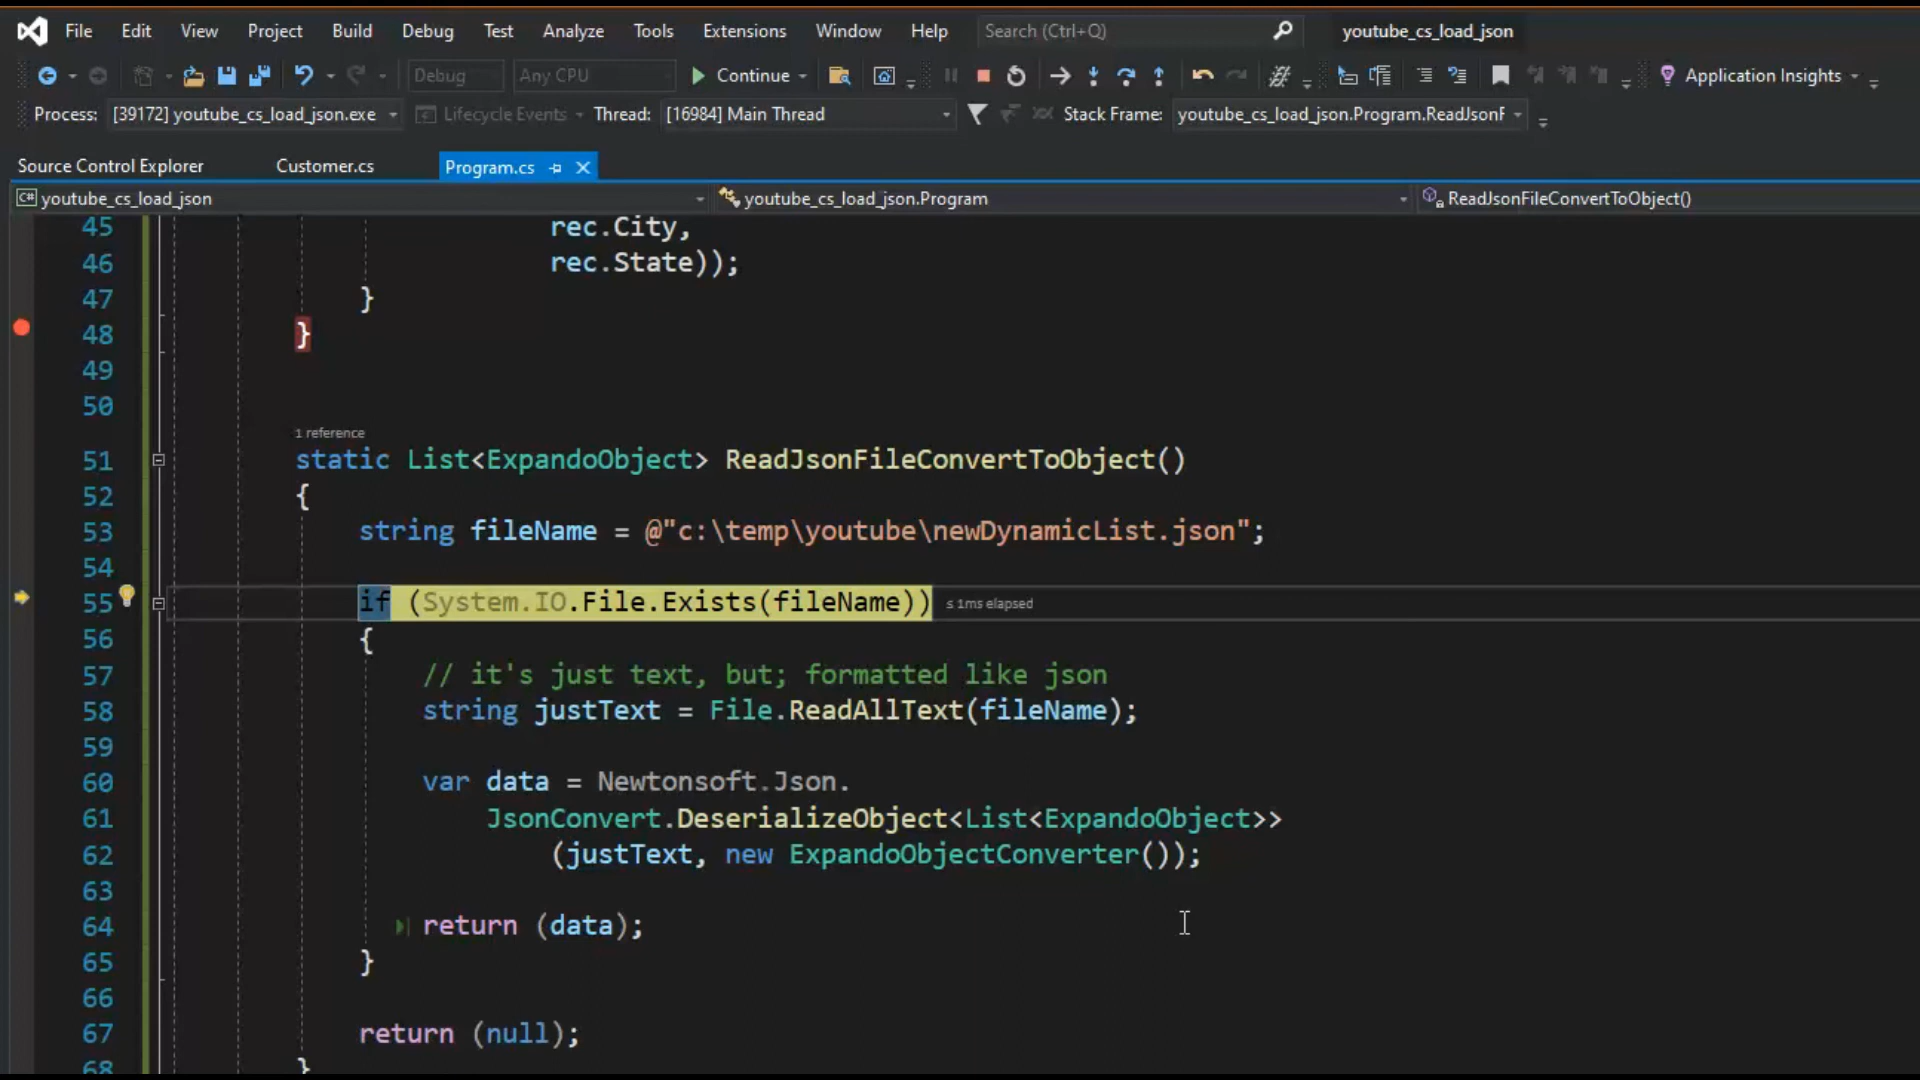 File Edit View Project Build Debug Test Analyze Tools Extensions Window Help Search (Ctrl+Q) youtube_cs_load_json
Debug Any CPU Continue Application Insights
Process: [39172] youtube_cs_load_json.exe Lifecycle Events Thread: [16984] Main Thread Stack Frame: youtube_cs_load_json.Program.ReadJsonF
Source Control Explorer Customer.cs Program.cs
C# youtube_cs_load_json youtube_cs_load_json.Program ReadJsonFileConvertToObject()
45 rec.City,
46 rec.State));
47 }
48 }
49
50
1 reference
51 static List<ExpandoObject> ReadJsonFileConvertToObject()
52 {
53 string fileName = @"c:\temp\youtube\newDynamicList.json";
54
55 if (System.IO.File.Exists(fileName)) ≤ 1ms elapsed
56 {
57 // it's just text, but; formatted like json
58 string justText = File.ReadAllText(fileName);
59
60 var data = Newtonsoft.Json.
61 JsonConvert.DeserializeObject<List<ExpandoObject>>
62 (justText, new ExpandoObjectConverter());
63
64 return (data);
65 }
66
67 return (null);
68 }